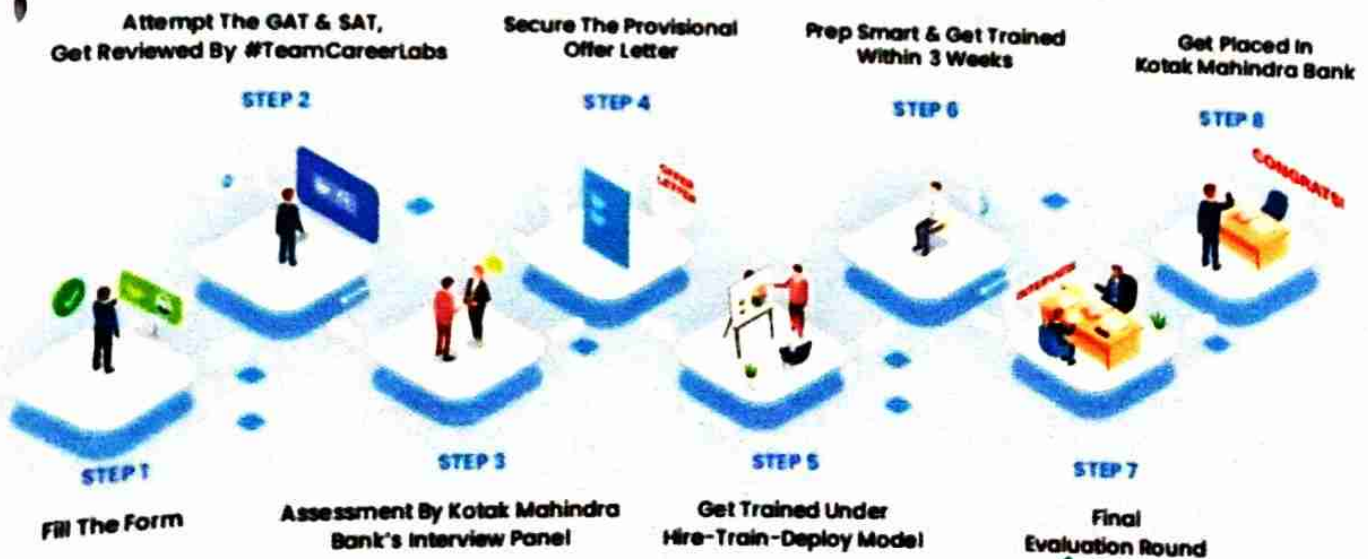 Attempt The GAT & SAT,
Get Reviewed By #TeamCareerLabs
STEP 2
Secure The Provisional
Offer Letter
STEP 4
Prep Smart & Get Trained
Within 3 Weeks
STEP 6
Get Placed In
Kotak Mahindra Bank
STEP 8
OFFER
LETTER
CONGRATS!
INTERVIEW
STEP 1
Fill The Form
STEP 3
Assessment By Kotak Mahindra
Bank's Interview Panel
STEP 5
Get Trained Under
Hire-Train-Deploy Model
STEP 7
Final
Evaluation Round